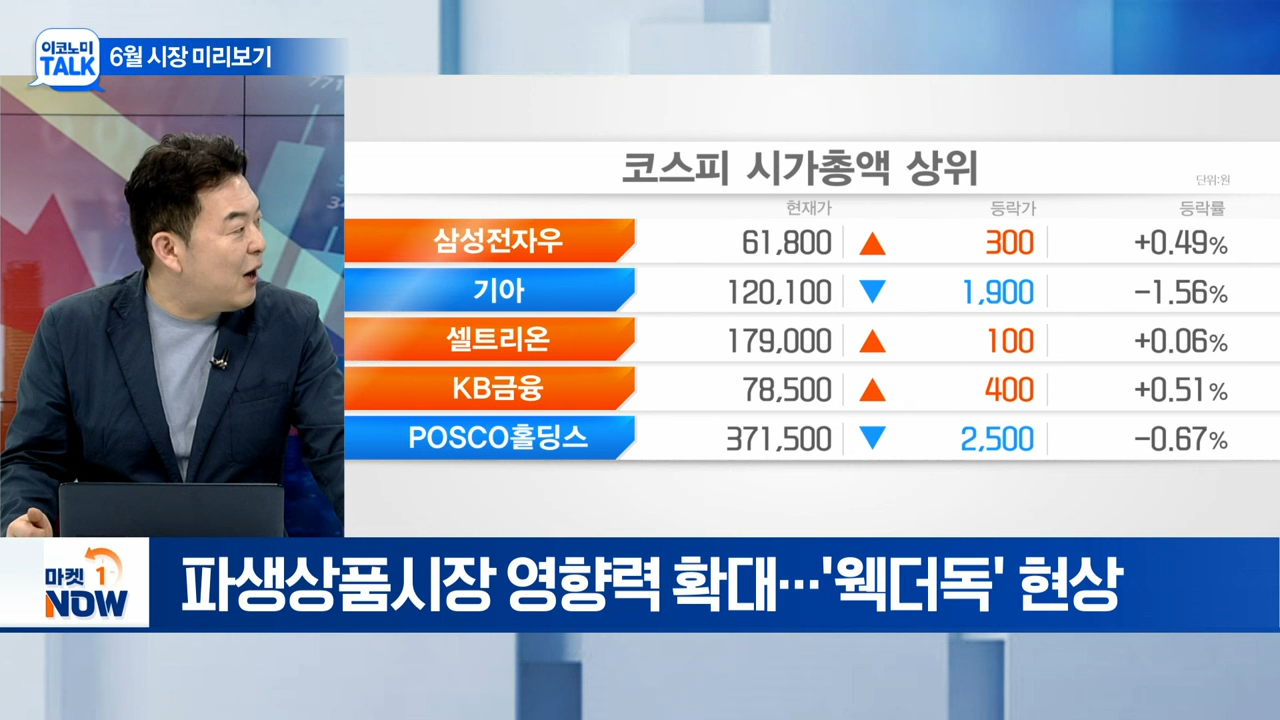 이코노미
TALK
6월 시장 미리보기
코스피 시가총액 상위
단위:원
현재가 등락가 등락률
삼성전자우 61,800 ▲ 300 +0.49%
기아 120,100 ▼ 1,900 -1.56%
셀트리온 179,000 ▲ 100 +0.06%
KB금융 78,500 ▲ 400 +0.51%
POSCO홀딩스 371,500 ▼ 2,500 -0.67%
마켓 1
NOW
파생상품시장 영향력 확대…'웩더독' 현상